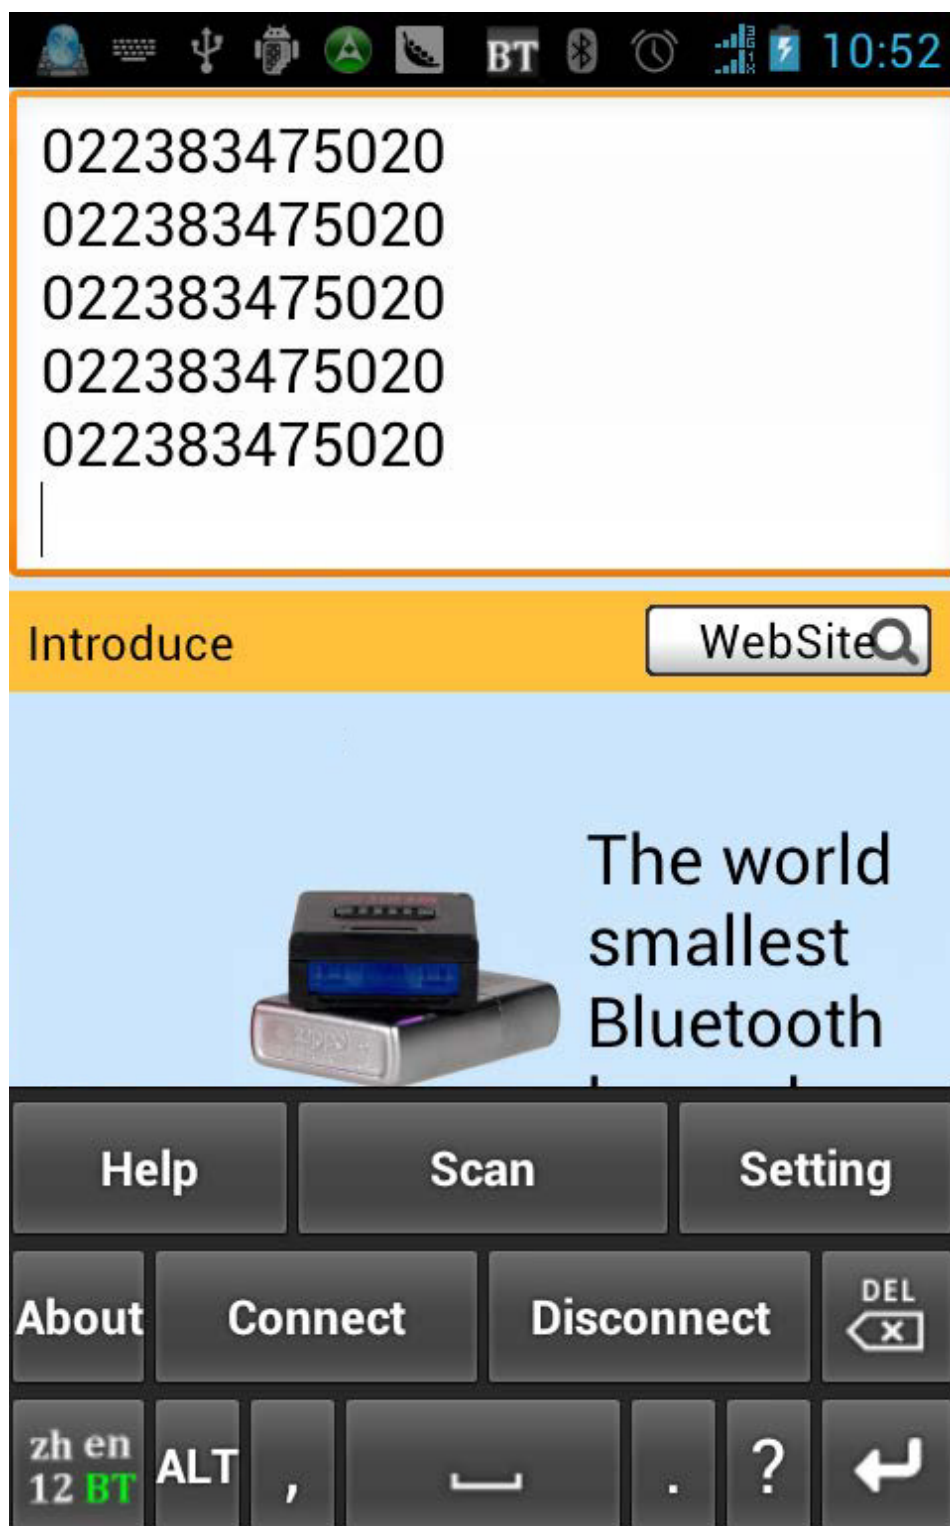 BT 10:52
022383475020
022383475020
022383475020
022383475020
022383475020
Introduce
WebSite
The world
smallest
Bluetooth
Help Scan Setting
About Connect Disconnect DEL
zh en
12 BT ALT , . ?